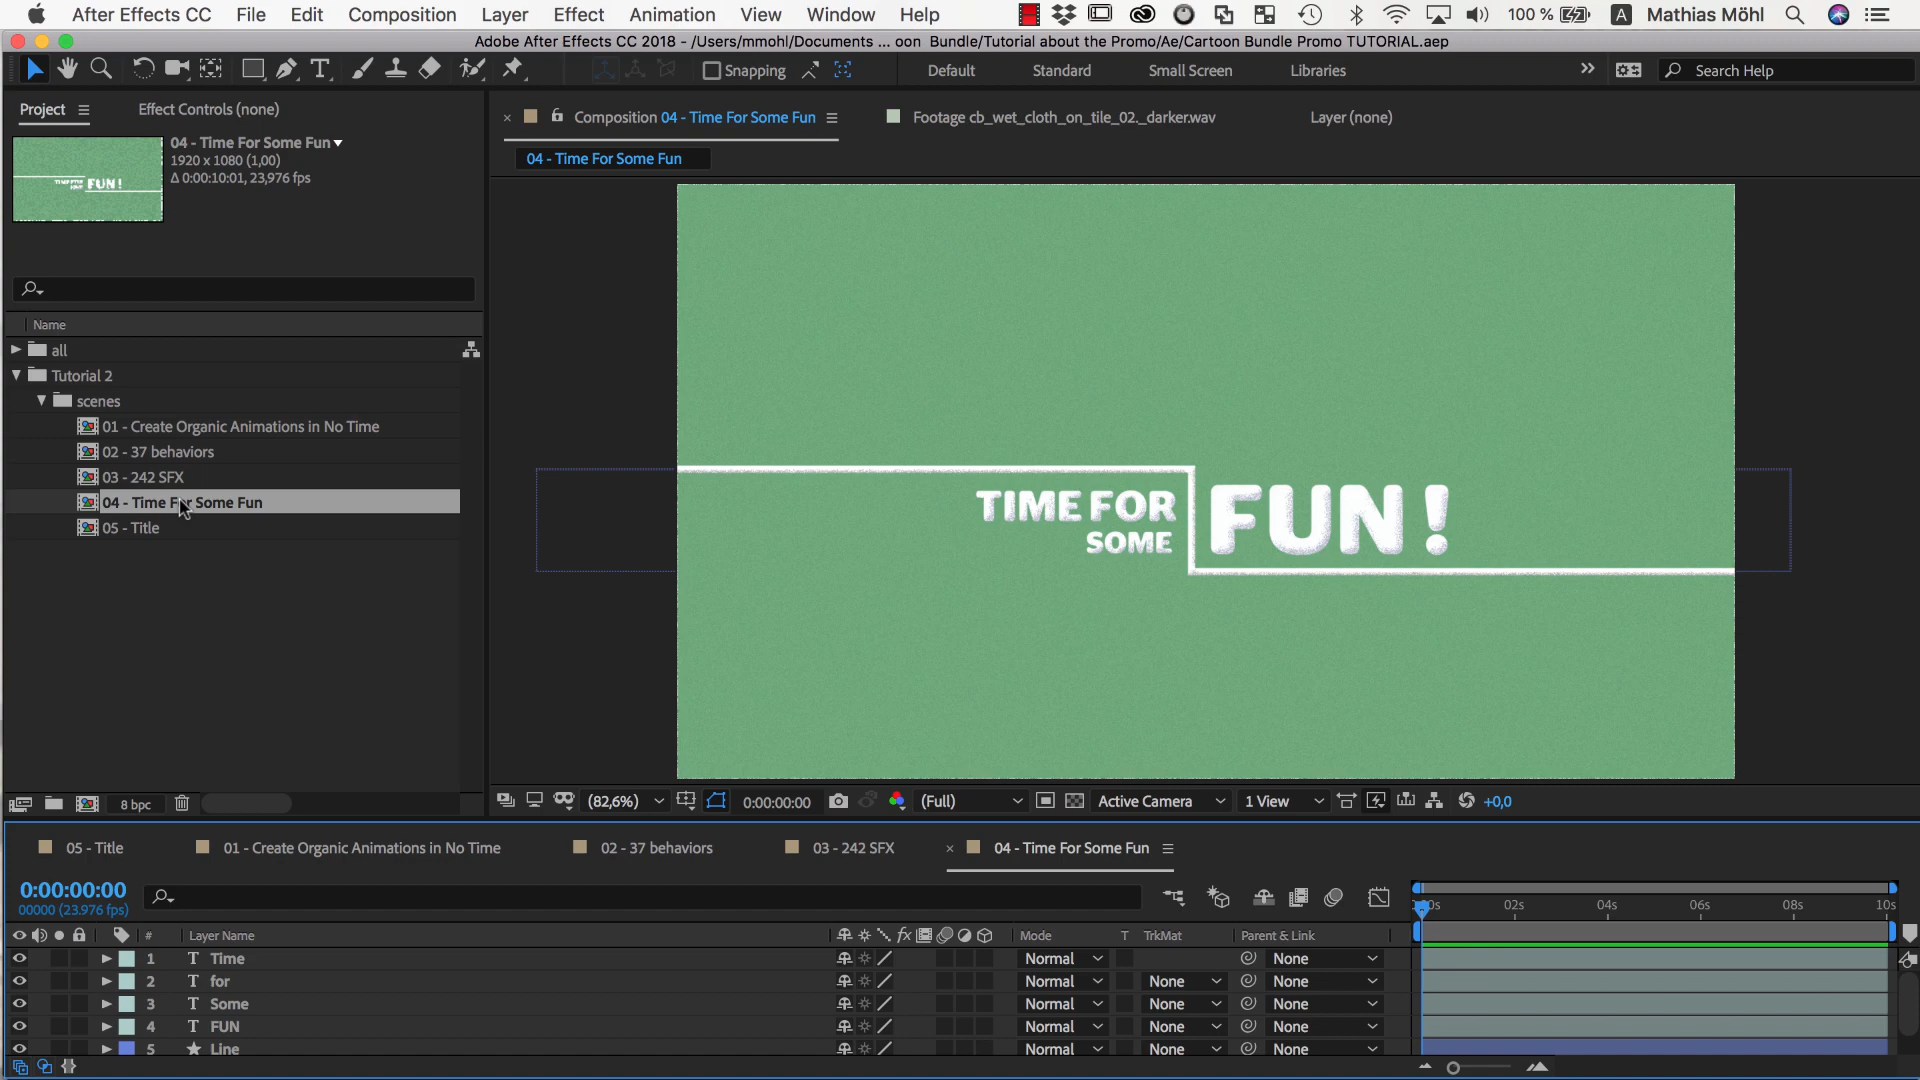 After Effects CC File Edit Composition Layer Effect Animation View Window Help 100 % A Mathias Möhl
Adobe After Effects CC 2018 - /Users/mmohl/Documents ... oon Bundle/Tutorial about the Promo/Ae/Cartoon Bundle Promo TUTORIAL.aep
Snapping Default Standard Small Screen Libraries Search Help
Project Effect Controls (none)
04 - Time For Some Fun
1920 x 1080 (1,00)
Δ 0:00:10:01, 23,976 fps
Composition 04 - Time For Some Fun Footage cb_wet_cloth_on_tile_02._darker.wav Layer (none)
04 - Time For Some Fun
Name
all
Tutorial 2
scenes
01 - Create Organic Animations in No Time
02 - 37 behaviors
03 - 242 SFX
04 - Time For Some Fun
05 - Title
TIME FOR
SOME
FUN !
8 bpc
(82,6%) 0:00:00:00 (Full) Active Camera 1 View +0,0
05 - Title 01 - Create Organic Animations in No Time 02 - 37 behaviors 03 - 242 SFX 04 - Time For Some Fun
0:00:00:00
00000 (23.976 fps)
02s 04s 06s 08s 10s
# Layer Name fx Mode T TrkMat Parent & Link
1 T Time Normal None
2 T for Normal None None
3 T Some Normal None None
4 T FUN Normal None None
5 Line Normal None None